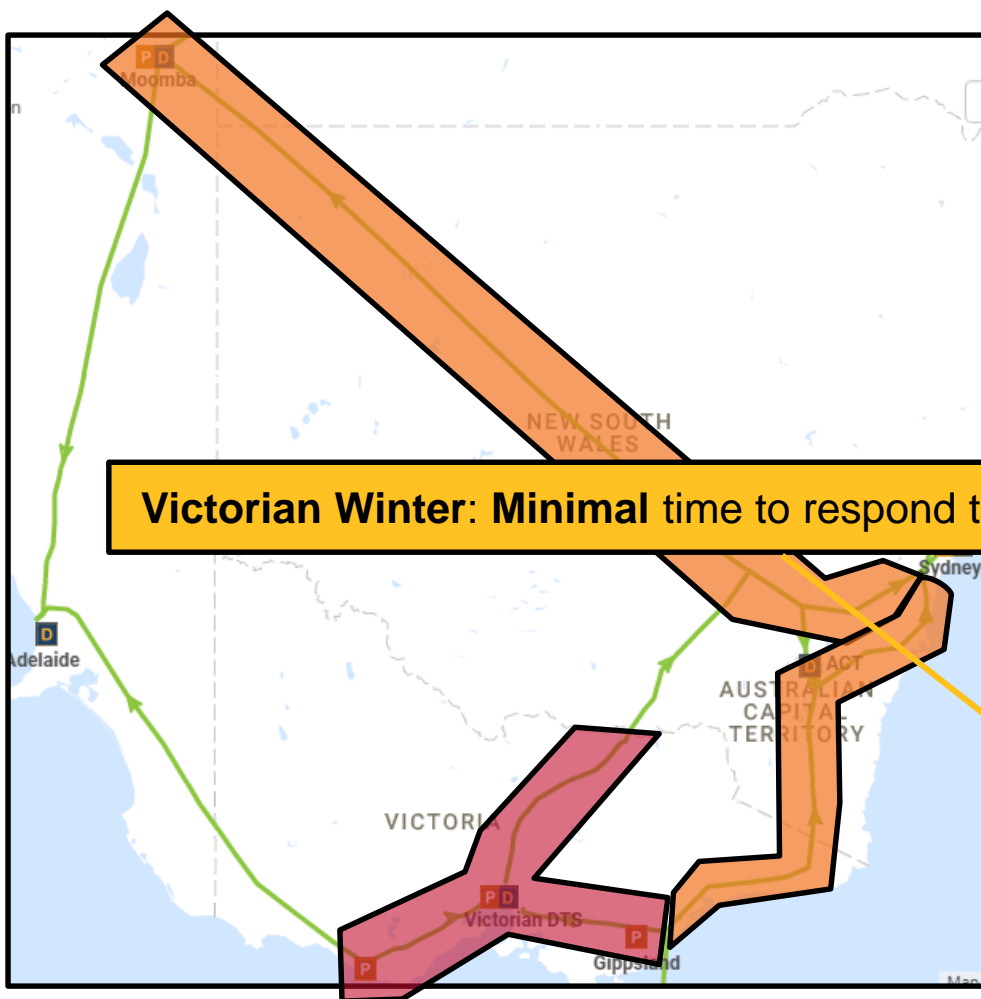 P D
Moomba
n
NEW SOUTH
WALES
Victorian Winter: Minimal time to respond t
Sydney
D
Adelaide
D ACT
AUSTRALIAN
CAPITAL
TERRITORY
VICTORIA
P D
Victorian DTS
P
Gippsland
P
Map